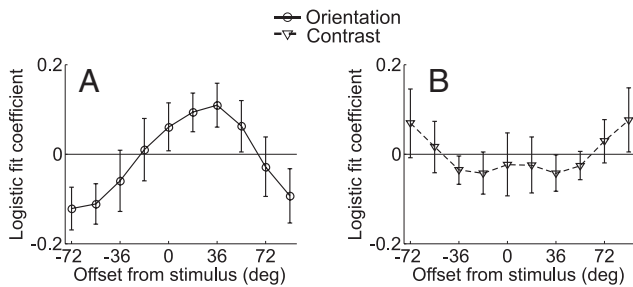 Orientation
Contrast
A
B
Logistic fit coefficient
0.2
0
-0.2
-72 -36 0 36 72
Offset from stimulus (deg)
Logistic fit coefficient
0.2
0
-0.2
-72 -36 0 36 72
Offset from stimulus (deg)